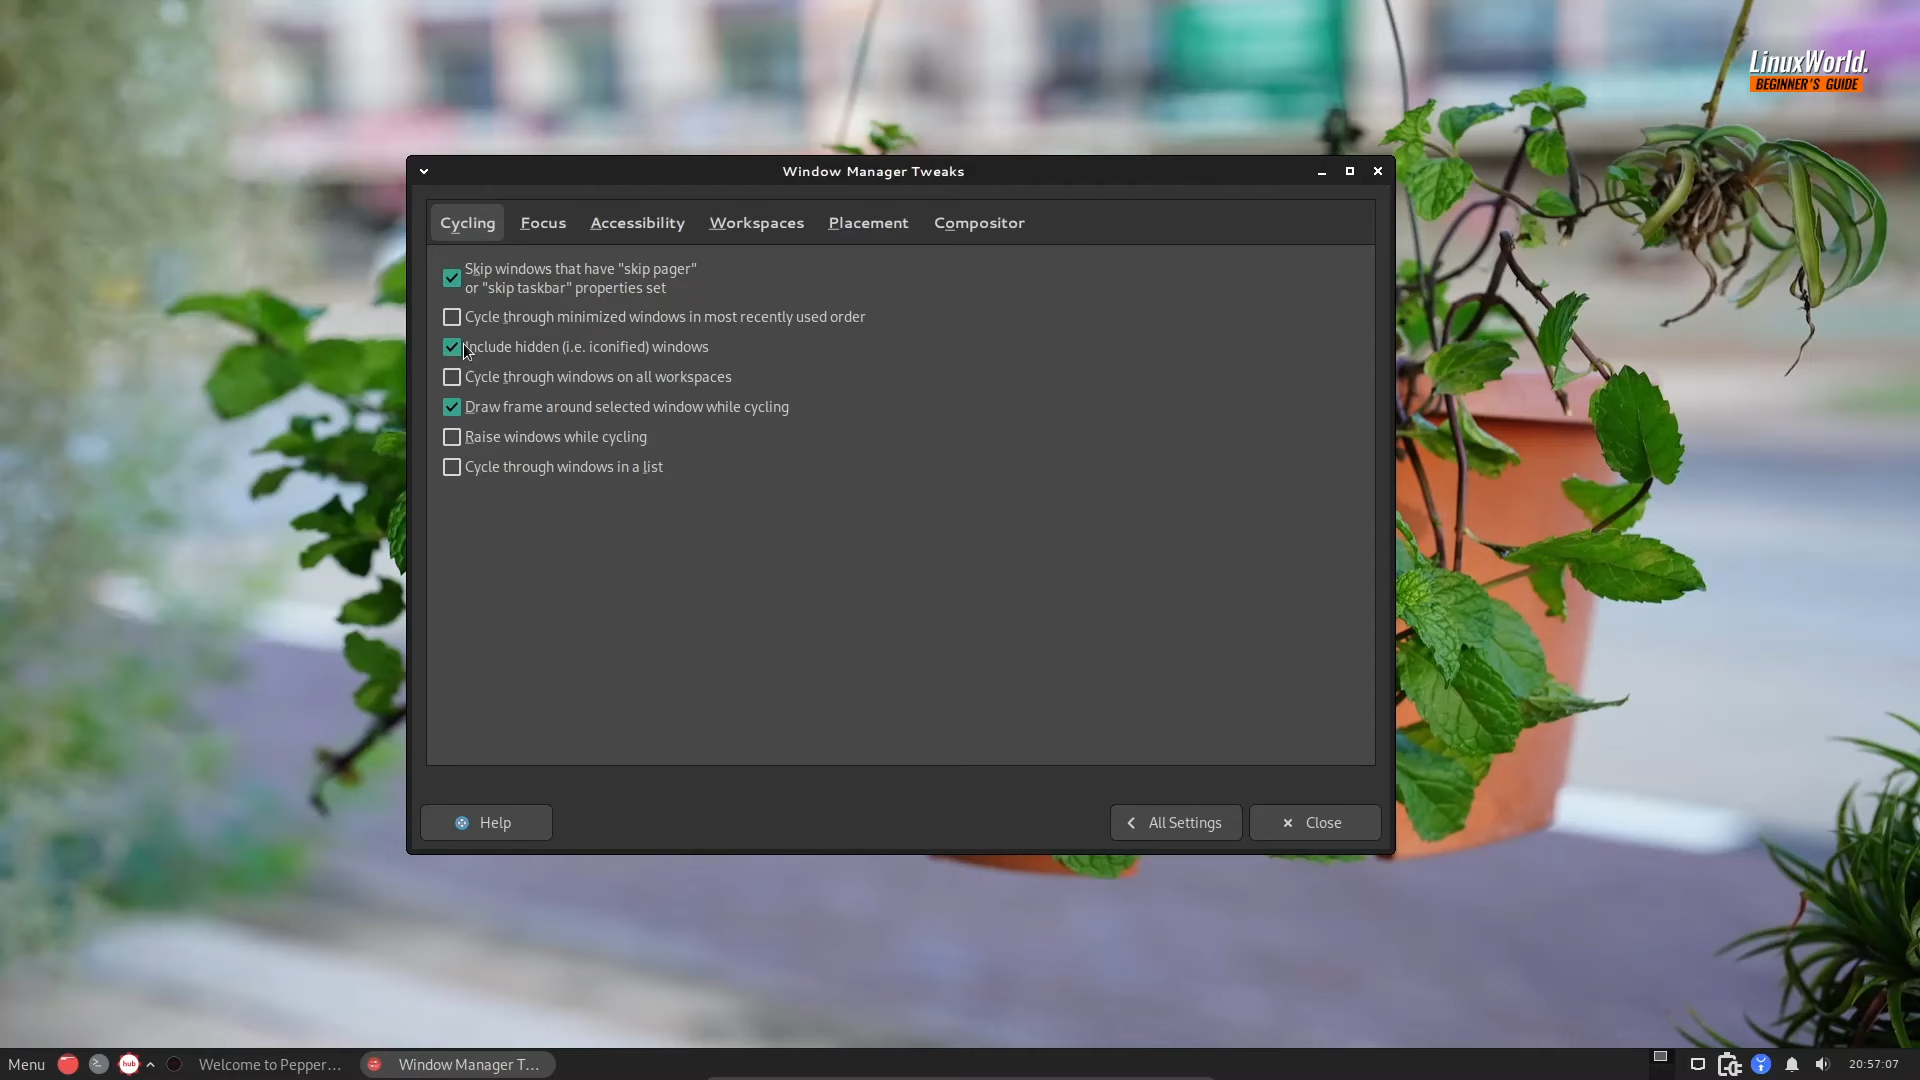 LinuxWorld.
BEGINNER'S GUIDE
Window Manager Tweaks
Cycling
Focus
Accessibility
Workspaces
Placement
Compositor
Skip windows that have "skip pager"
or "skip taskbar" properties set
Cycle through minimized windows in most recently used order
Include hidden (i.e. iconified) windows
Cycle through windows on all workspaces
Draw frame around selected window while cycling
Raise windows while cycling
Cycle through windows in a list
Help
All Settings
Close
Menu
hub
Welcome to Pepper...
Window Manager T...
20:57:07